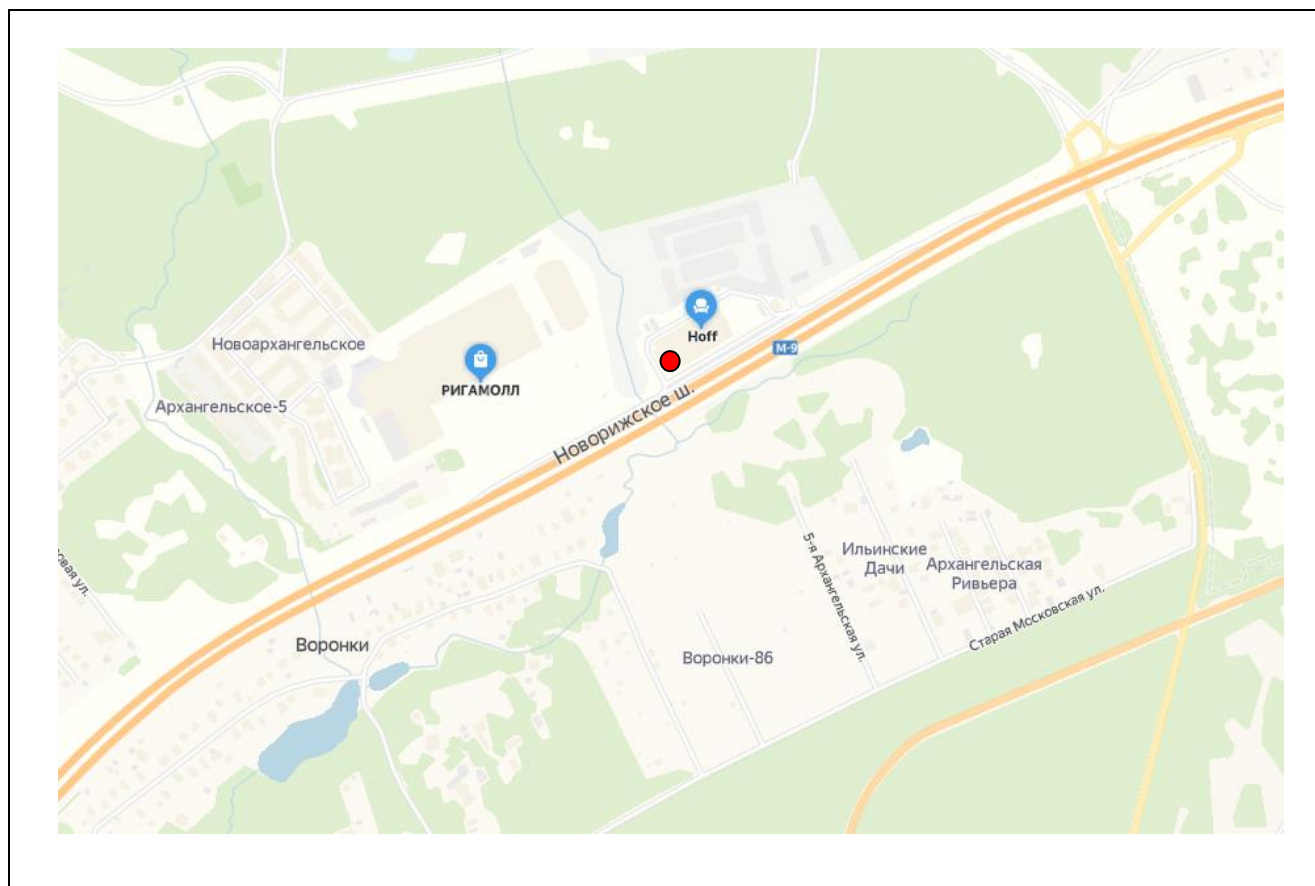 Новоархангельское
Hoff
М-9
РИГАМОЛЛ
Архангельское-5
Новорижское ш.
5-я Архангельская ул.
Ильинские
Дачи
Архангельская
Ривьера
Старая Московская ул.
Воронки
Воронки-86